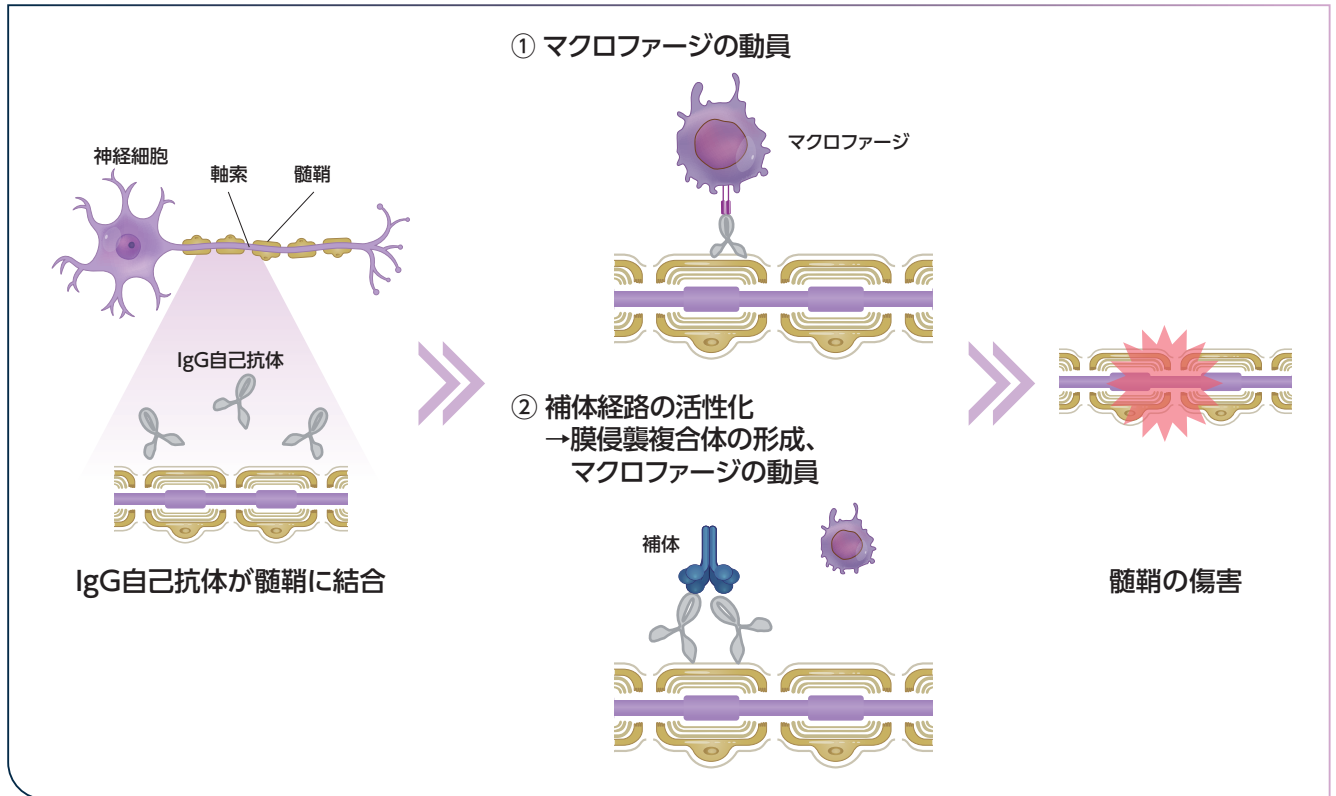 神経細胞
軸索
髄鞘
IgG自己抗体
IgG自己抗体が髄鞘に結合
① マクロファージの動員
マクロファージ
② 補体経路の活性化
→膜侵襲複合体の形成、
マクロファージの動員
補体
髄鞘の傷害